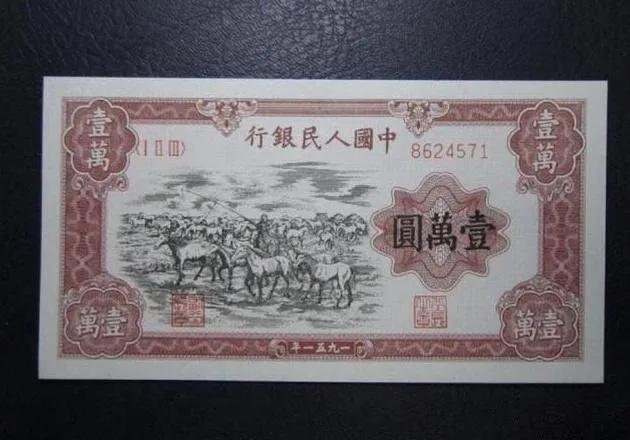 壹萬
中國人民銀行
壹萬
〈I II III〉
8624571
壹萬圓
壹萬
一九五一年
壹萬